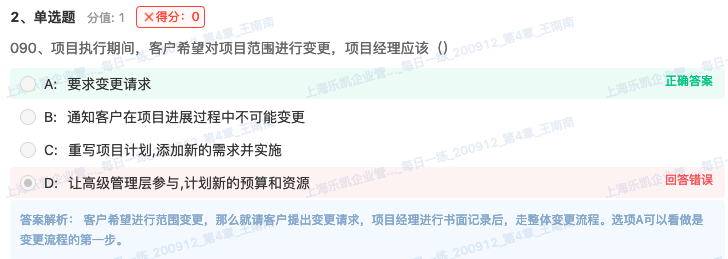 2、单选题 分值: 1 ✕得分：0
090、项目执行期间，客户希望对项目范围进行变更，项目经理应该（）
A: 要求变更请求 正确答案
B: 通知客户在项目进展过程中不可能变更
C: 重写项目计划,添加新的需求并实施
D: 让高级管理层参与,计划新的预算和资源 回答错误
答案解析： 客户希望进行范围变更，那么就请客户提出变更请求，项目经理进行书面记录后，走整体变更流程。选项A可以看做是
变更流程的第一步。
上海乐凯企业管..._每日一练_200912_第4章_王南南